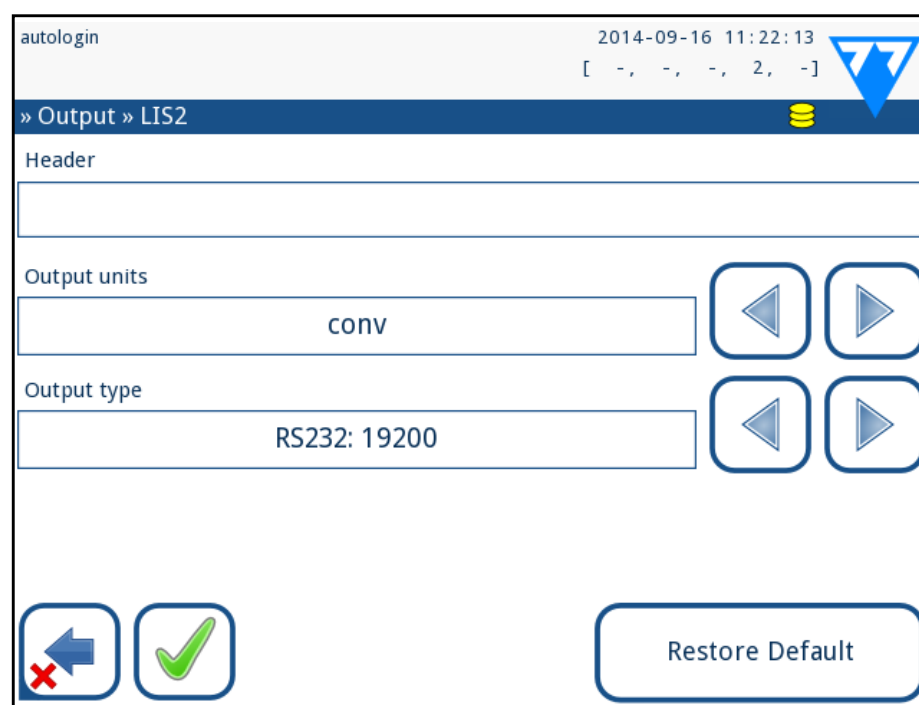 autologin
2014-09-16 11:22:13
[ -, -, -, 2, -]
» Output » LIS2
Header
Output units
conv
Output type
RS232: 19200
Restore Default